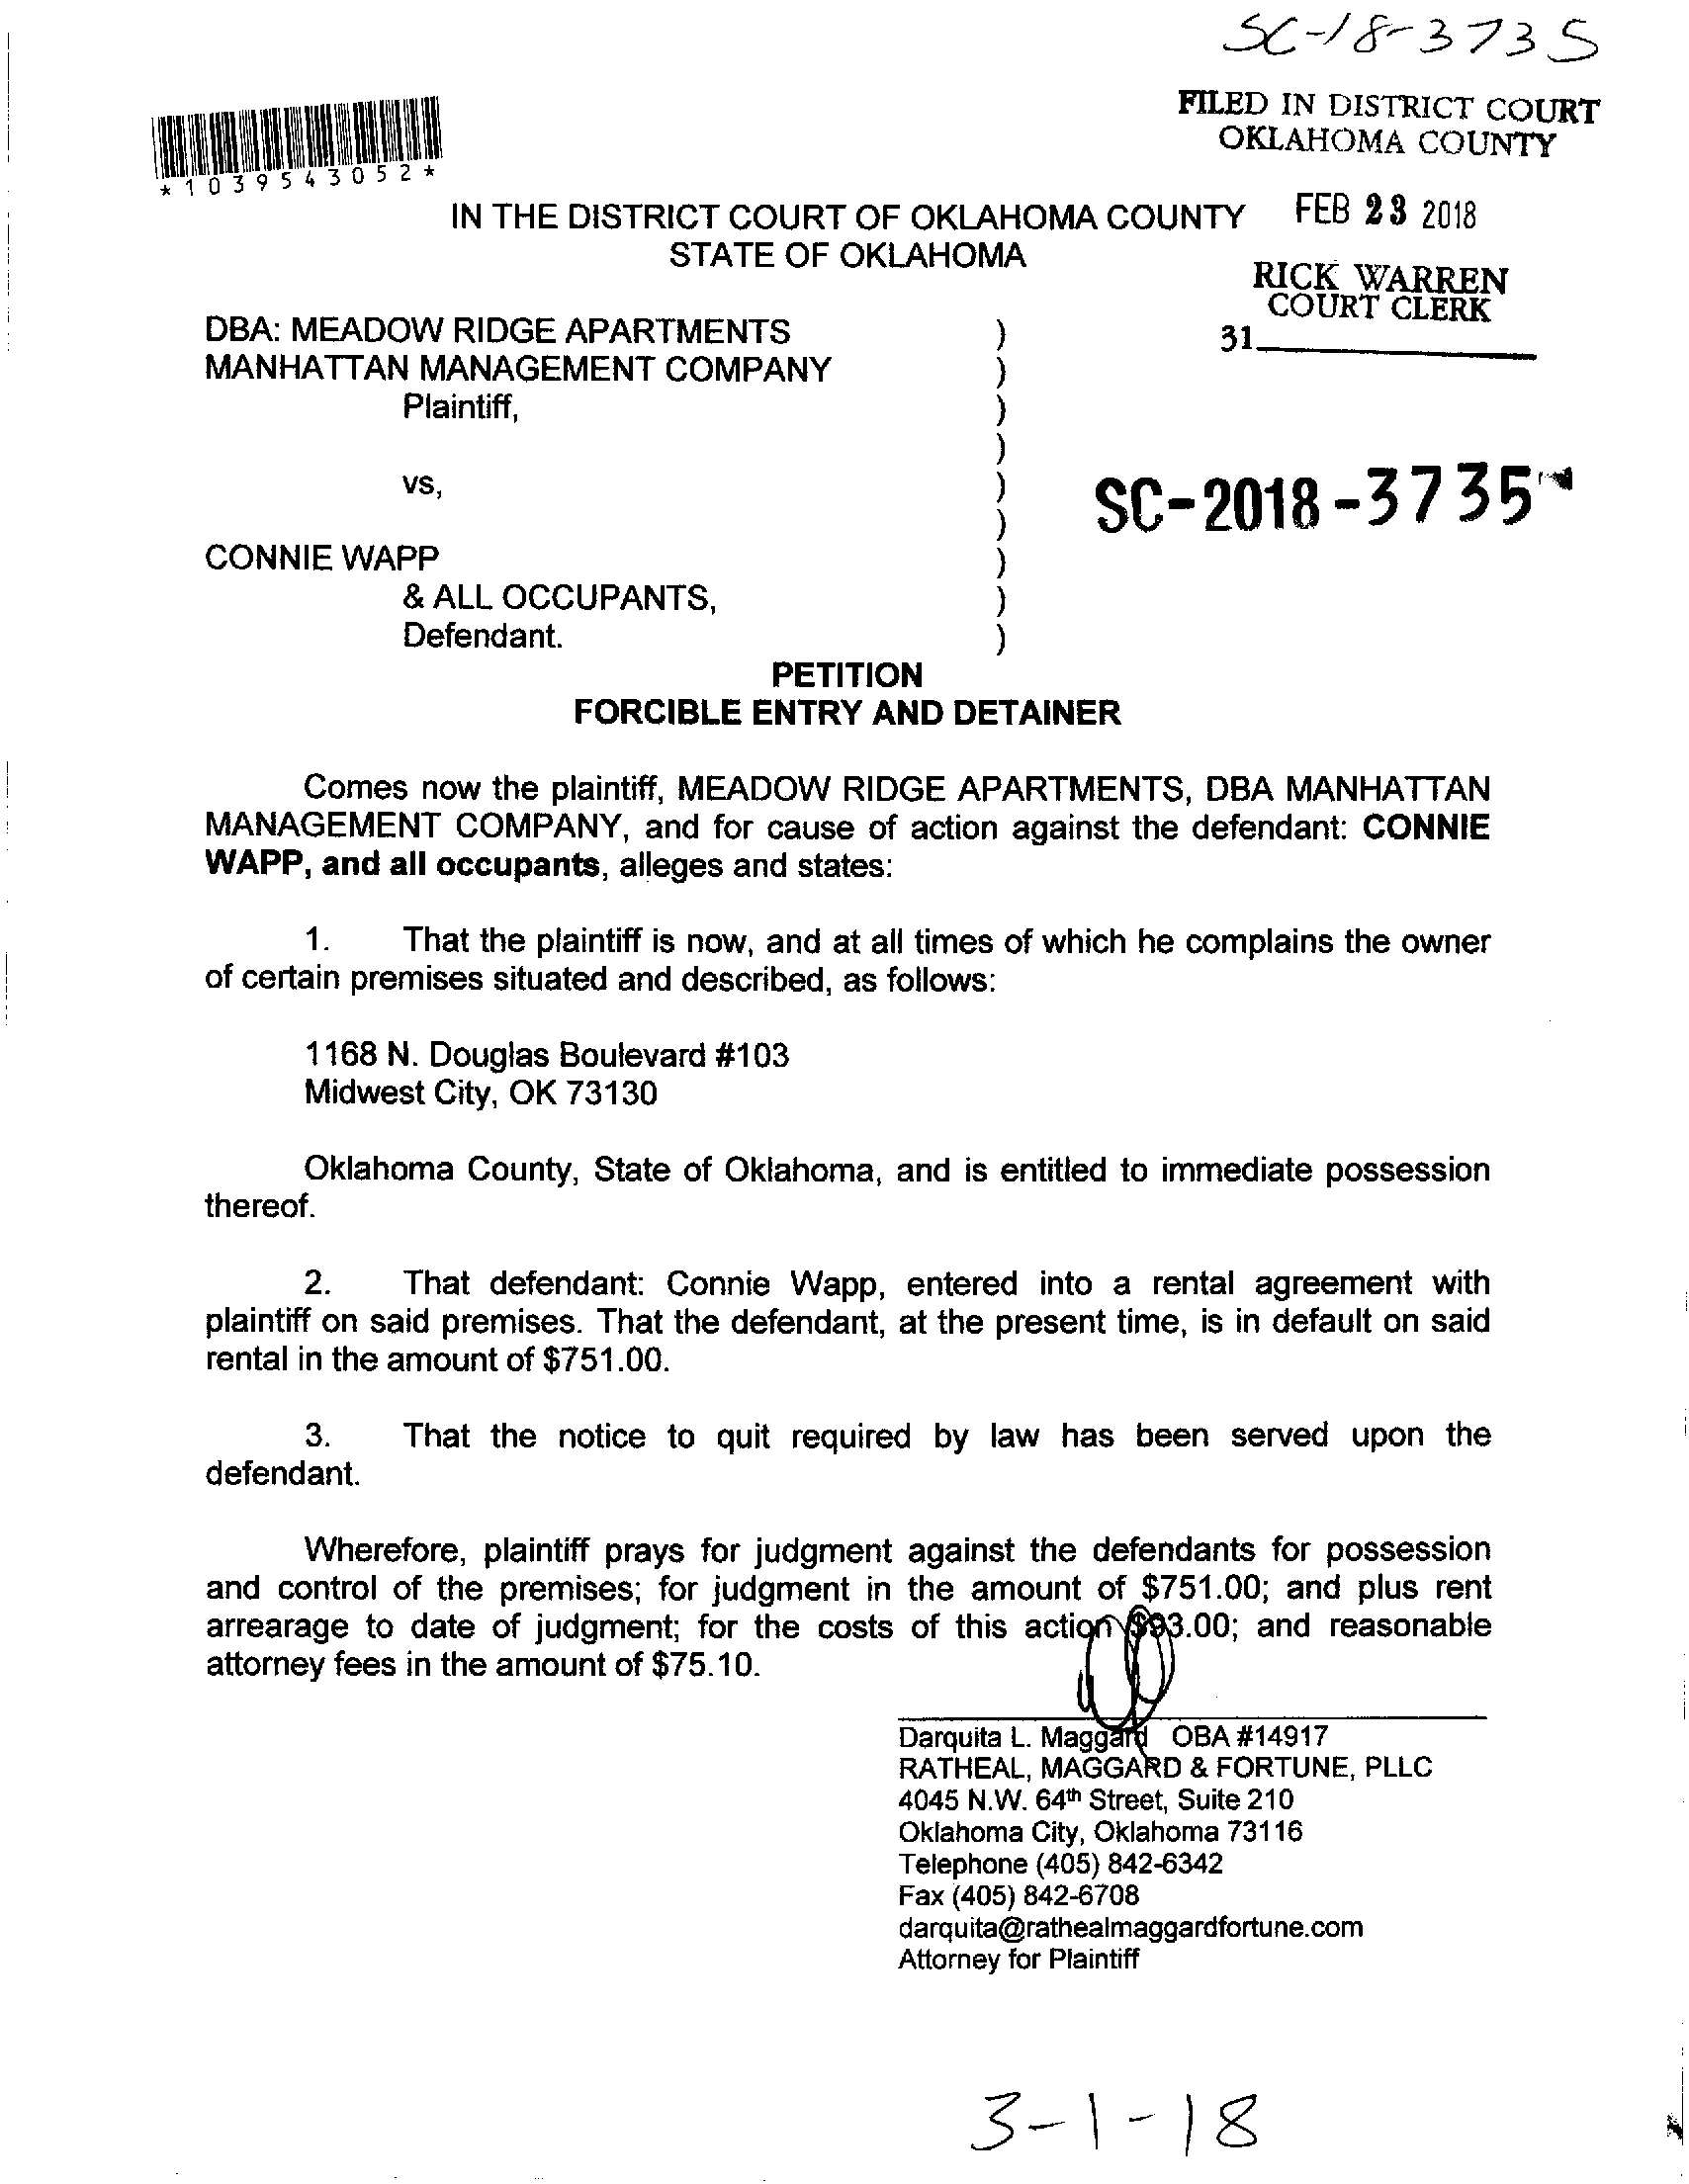 SC-18-3735
FILED IN DISTRICT COURT
OKLAHOMA COUNTY
*1039543052*
IN THE DISTRICT COURT OF OKLAHOMA COUNTY
STATE OF OKLAHOMA
FEB 23 2018
RICK WARREN
COURT CLERK
31
DBA: MEADOW RIDGE APARTMENTS )
MANHATTAN MANAGEMENT COMPANY )
Plaintiff, )
)
vs, )
)
SC-2018-3735
CONNIE WAPP )
& ALL OCCUPANTS, )
Defendant. )
PETITION
FORCIBLE ENTRY AND DETAINER
Comes now the plaintiff, MEADOW RIDGE APARTMENTS, DBA MANHATTAN
MANAGEMENT COMPANY, and for cause of action against the defendant: CONNIE
WAPP, and all occupants, alleges and states:
1. That the plaintiff is now, and at all times of which he complains the owner
of certain premises situated and described, as follows:
1168 N. Douglas Boulevard #103
Midwest City, OK 73130
Oklahoma County, State of Oklahoma, and is entitled to immediate possession
thereof.
2. That defendant: Connie Wapp, entered into a rental agreement with
plaintiff on said premises. That the defendant, at the present time, is in default on said
rental in the amount of $751.00.
3. That the notice to quit required by law has been served upon the
defendant.
Wherefore, plaintiff prays for judgment against the defendants for possession
and control of the premises; for judgment in the amount of $751.00; and plus rent
arrearage to date of judgment; for the costs of this action $93.00; and reasonable
attorney fees in the amount of $75.10.
Darquita L. Maggard OBA #14917
RATHEAL, MAGGARD & FORTUNE, PLLC
4045 N.W. 64th Street, Suite 210
Oklahoma City, Oklahoma 73116
Telephone (405) 842-6342
Fax (405) 842-6708
darquita@rathealmaggardfortune.com
Attorney for Plaintiff
3-1-18